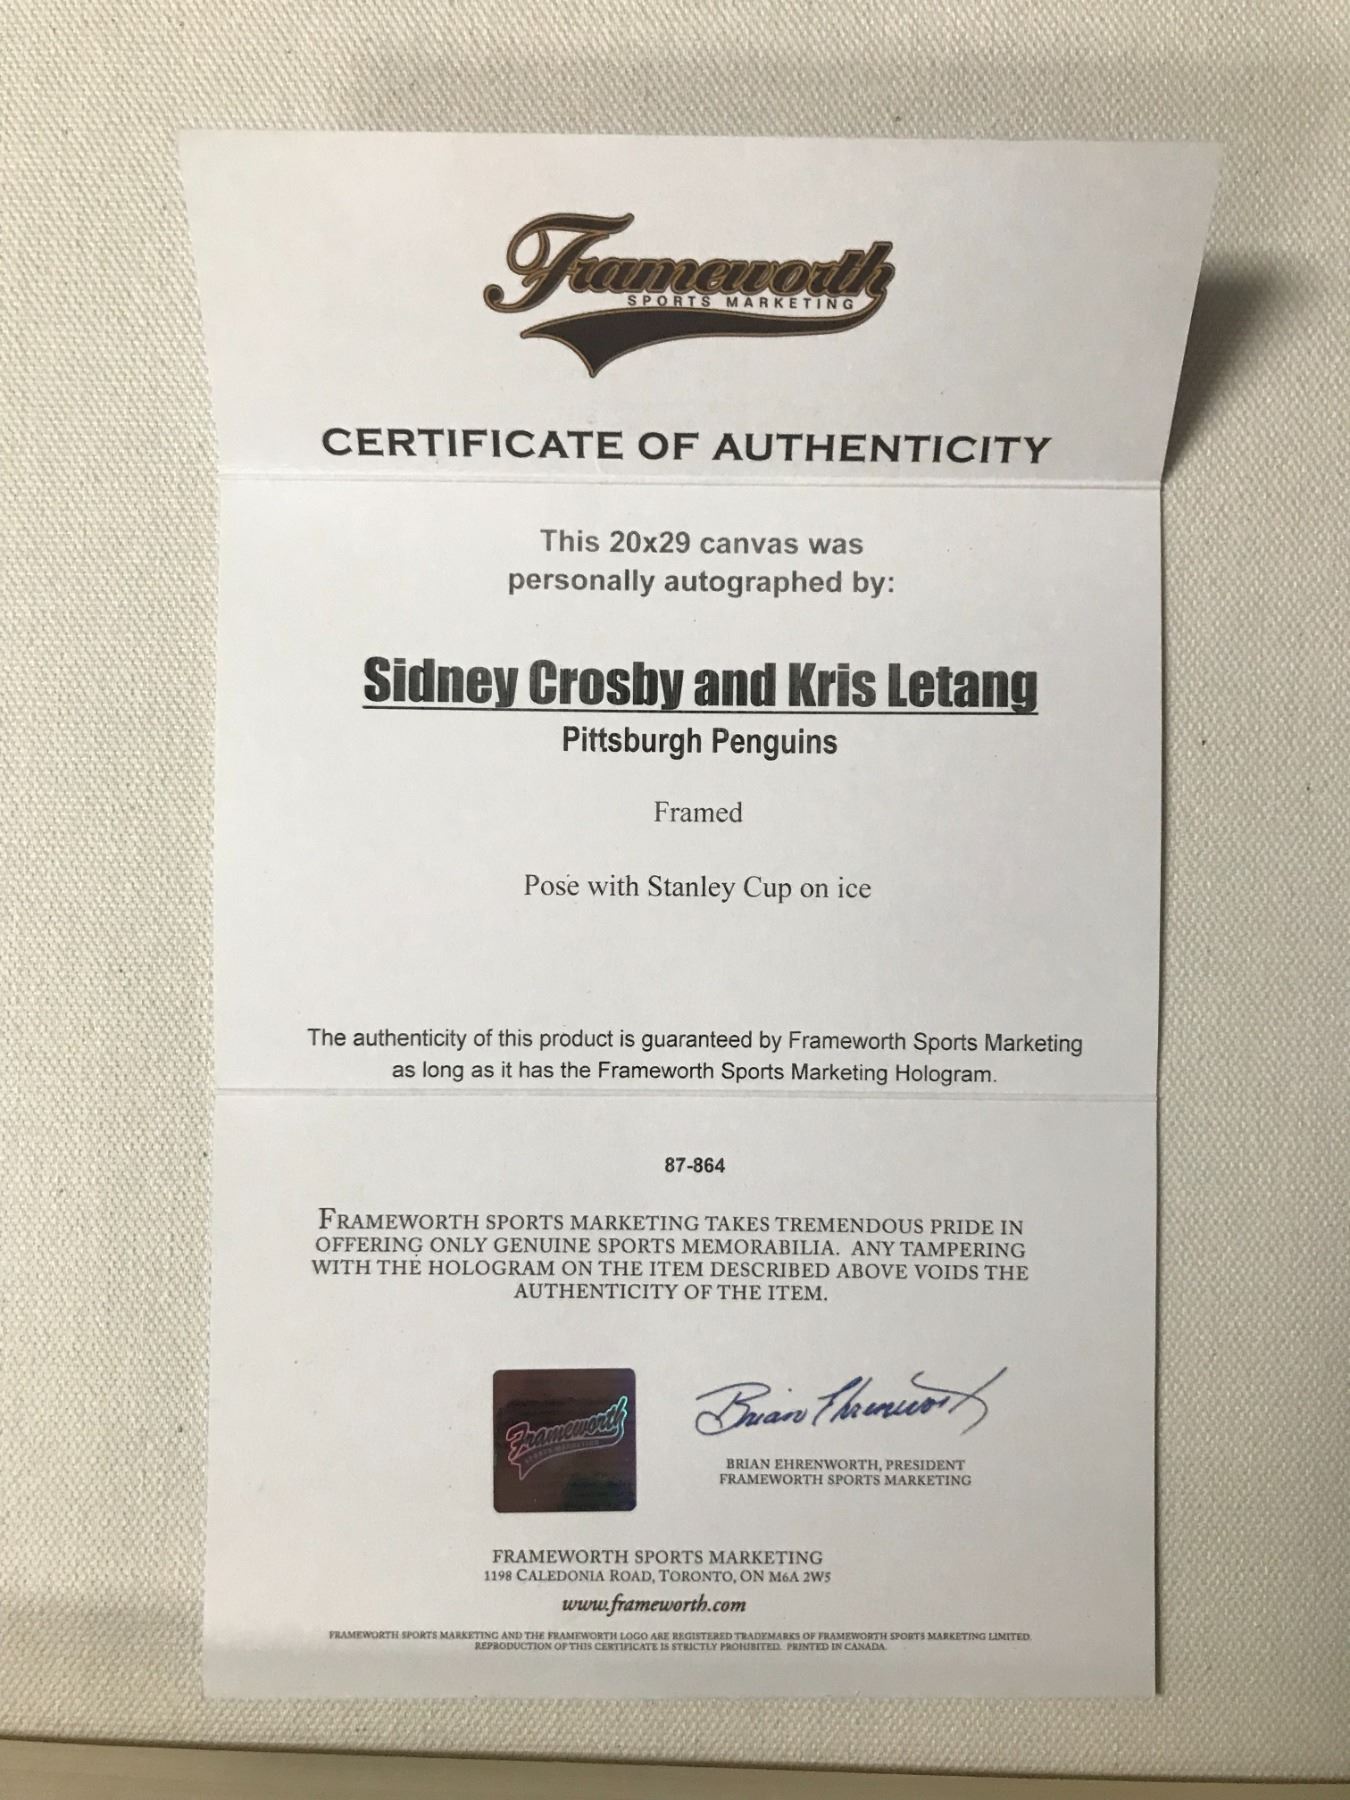 Frameworth
SPORTS MARKETING
CERTIFICATE OF AUTHENTICITY
This 20x29 canvas was
personally autographed by:
Sidney Crosby and Kris Letang
Pittsburgh Penguins
Framed
Pose with Stanley Cup on ice
The authenticity of this product is guaranteed by Frameworth Sports Marketing
as long as it has the Frameworth Sports Marketing Hologram.
87-864
FRAMEWORTH SPORTS MARKETING TAKES TREMENDOUS PRIDE IN
OFFERING ONLY GENUINE SPORTS MEMORABILIA. ANY TAMPERING
WITH THE HOLOGRAM ON THE ITEM DESCRIBED ABOVE VOIDS THE
AUTHENTICITY OF THE ITEM.
Frameworth
SPORTS MARKETING
Brian Ehrenworth
BRIAN EHRENWORTH, PRESIDENT
FRAMEWORTH SPORTS MARKETING
FRAMEWORTH SPORTS MARKETING
1198 CALEDONIA ROAD, TORONTO, ON M6A 2W5
www.frameworth.com
FRAMEWORTH SPORTS MARKETING AND THE FRAMEWORTH LOGO ARE REGISTERED TRADEMARKS OF FRAMEWORTH SPORTS MARKETING LIMITED.
REPRODUCTION OF THIS CERTIFICATE IS STRICTLY PROHIBITED. PRINTED IN CANADA.